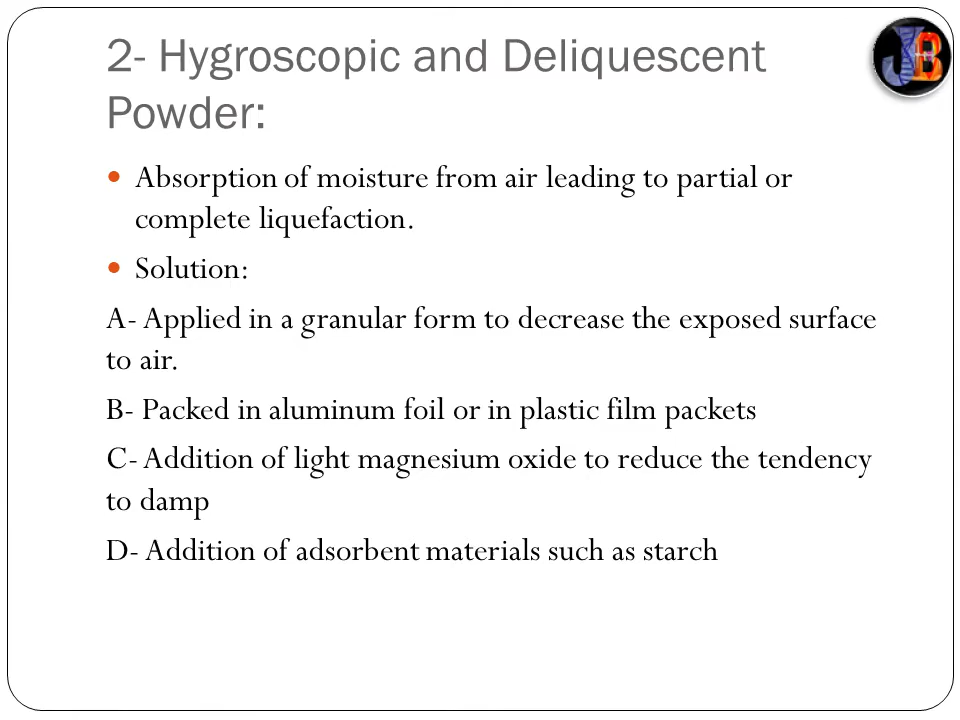 2- Hygroscopic and Deliquescent
Powder:
Absorption of moisture from air leading to partial or
complete liquefaction.
Solution:
A- Applied in a granular form to decrease the exposed surface
to air.
B- Packed in aluminum foil or in plastic film packets
C- Addition of light magnesium oxide to reduce the tendency
to damp
D- Addition of adsorbent materials such as starch
JB